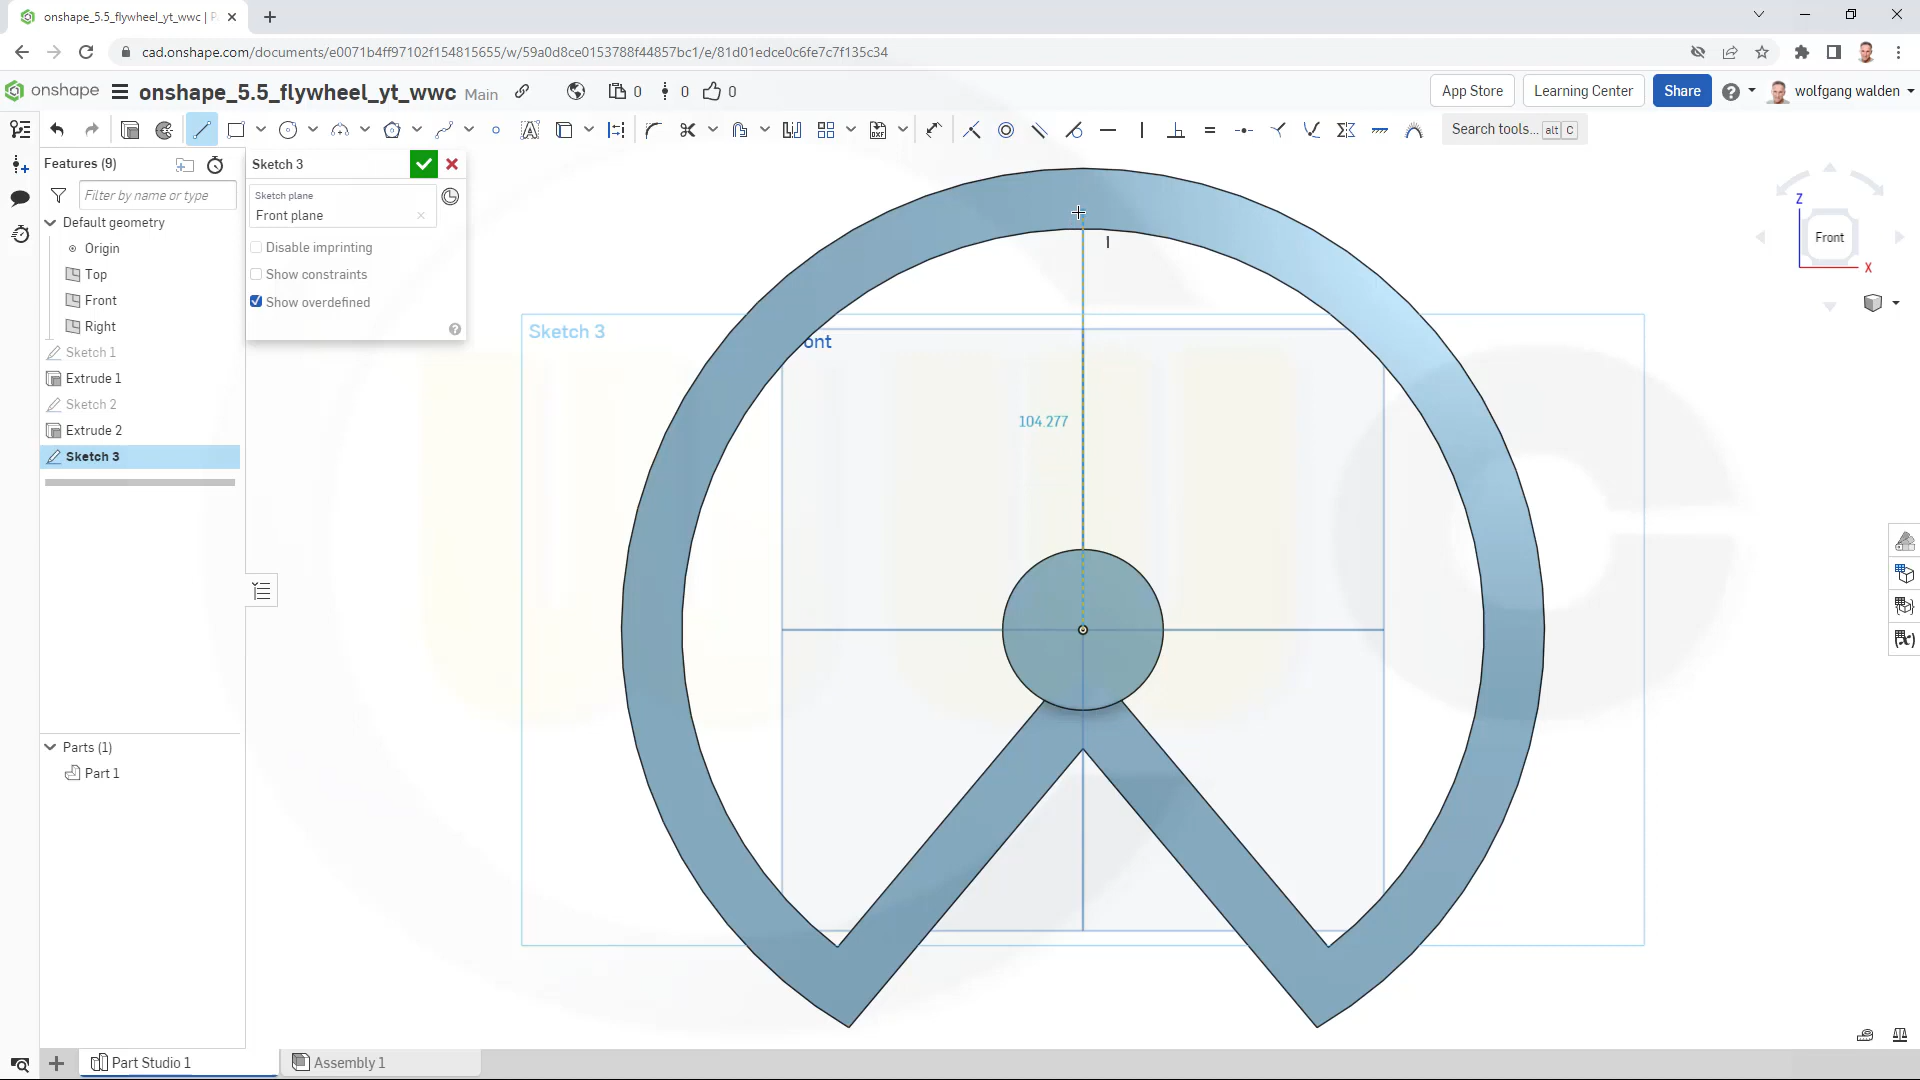 onshape_5.5_flywheel_yt_wwc | P
cad.onshape.com/documents/e0071b4ff97102f154815655/w/59a0d8ce0153788f44857bc1/e/81d01edce0c6fe7c7f135c34
onshape onshape_5.5_flywheel_yt_wwc Main 0 0 0 App Store Learning Center Share wolfgang walden
Search tools... alt C
Features (9)
Filter by name or type
Default geometry
Origin
Top
Front
Right
Sketch 1
Extrude 1
Sketch 2
Extrude 2
Sketch 3
Parts (1)
Part 1
Sketch 3
Sketch plane
Front plane
Disable imprinting
Show constraints
Show overdefined
Sketch 3
ont
104.277
Z
Front
X
Part Studio 1
Assembly 1